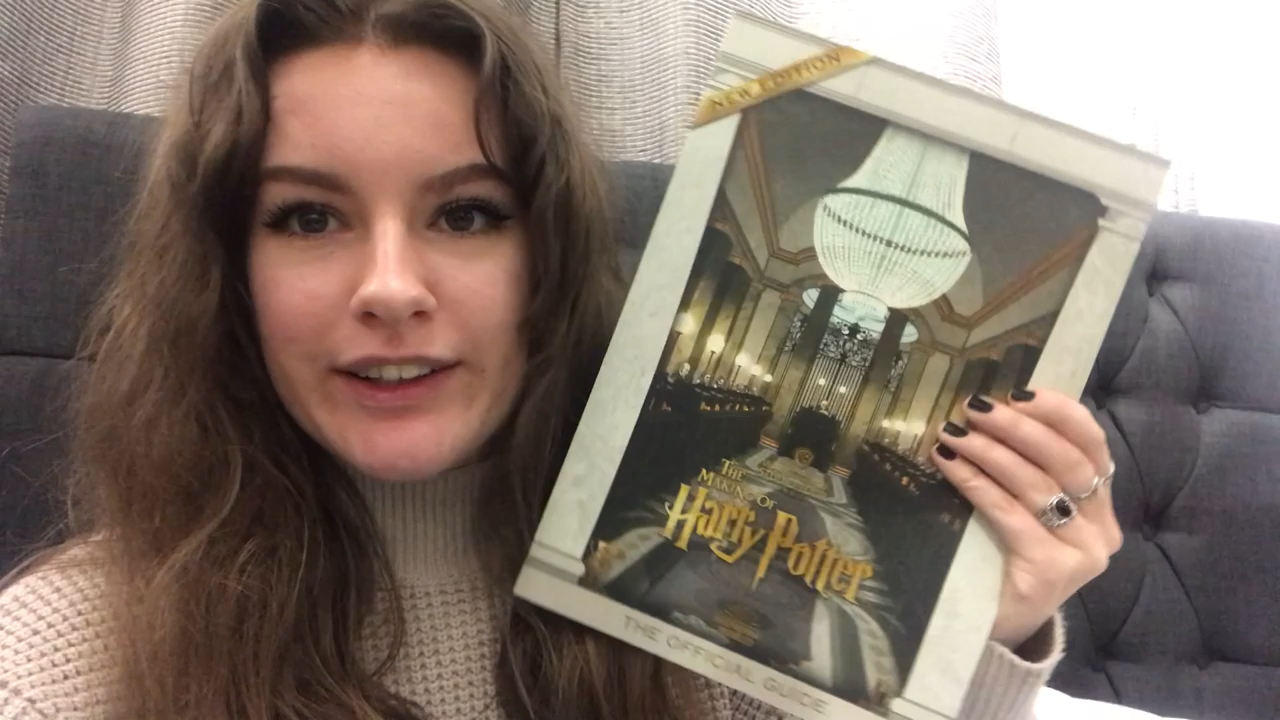 NEW EDITION
THE
MAKING OF
Harry Potter
THE OFFICIAL GUIDE